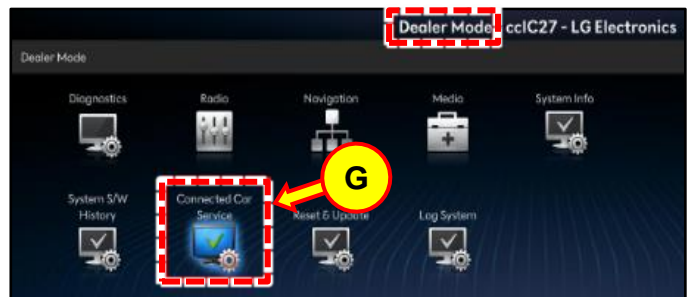 Dealer Mode ccIC27 - LG Electronics
Dealer Mode
Diagnostics Radio Navigation Media System Info
G
System S/W History
Connected Car Service
Reset & Update
Log System